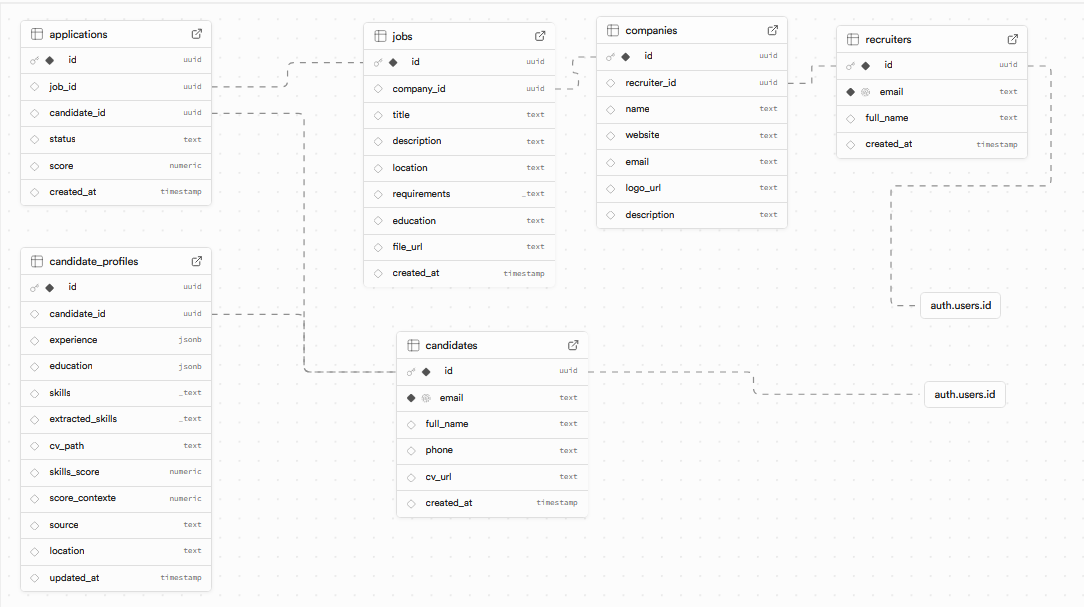 applications
id uuid
job_id uuid
candidate_id uuid
status text
score numeric
created_at timestamp
jobs
id uuid
company_id uuid
title text
description text
location text
requirements _text
education text
file_url text
created_at timestamp
companies
id uuid
recruiter_id uuid
name text
website text
email text
logo_url text
description text
recruiters
id uuid
email text
full_name text
created_at timestamp
candidate_profiles
id uuid
candidate_id uuid
experience jsonb
education jsonb
skills _text
extracted_skills _text
cv_path text
skills_score numeric
score_contexte numeric
source text
location text
updated_at timestamp
candidates
id uuid
email text
full_name text
phone text
cv_url text
created_at timestamp
auth.users.id
auth.users.id